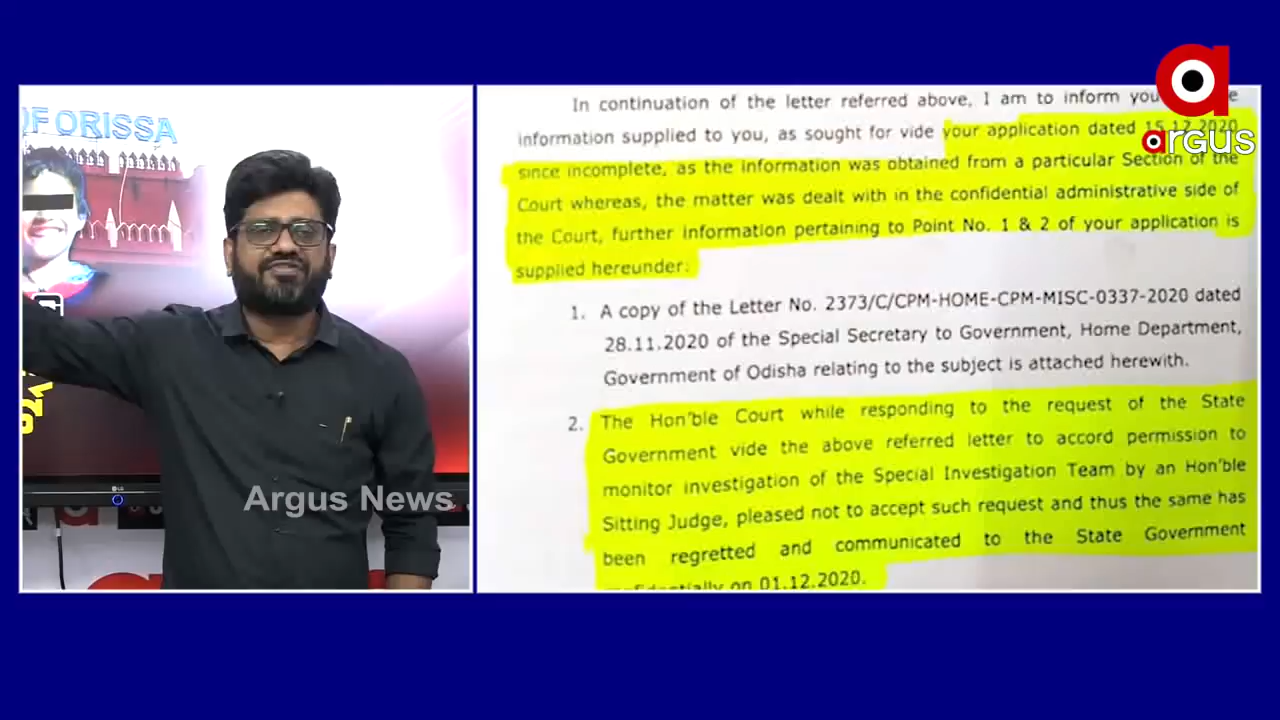 OF ORISSA
LG
Argus News
argus
In continuation of the letter referred above, I am to inform you
information supplied to you, as sought for vide your application dated 15.12.2020
since incomplete, as the information was obtained from a particular Section of the
Court whereas, the matter was dealt with in the confidential administrative side of
the Court, further information pertaining to Point No. 1 & 2 of your application is
supplied hereunder:
1. A copy of the Letter No. 2373/C/CPM-HOME-CPM-MISC-0337-2020 dated
28.11.2020 of the Special Secretary to Government, Home Department,
Government of Odisha relating to the subject is attached herewith.
2. The Hon'ble Court while responding to the request of the State
Government vide the above referred letter to accord permission to
monitor investigation of the Special Investigation Team by an Hon'ble
Sitting Judge, pleased not to accept such request and thus the same has
been regretted and communicated to the State Government
on 01.12.2020.